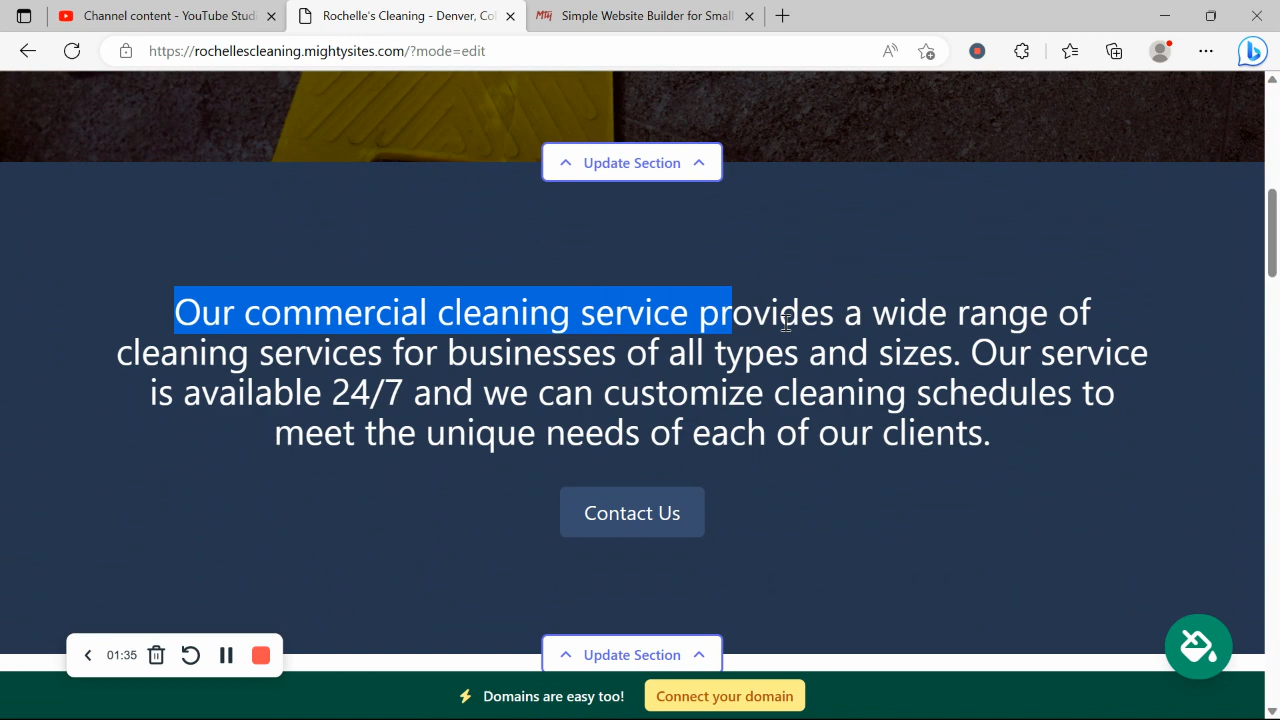 Channel content - YouTube Studi
Rochelle's Cleaning - Denver, Col
MTY
Simple Website Builder for Small
https://rochellescleaning.mightysites.com/?mode=edit
Update Section
Our commercial cleaning service provides a wide range of
cleaning services for businesses of all types and sizes. Our service
is available 24/7 and we can customize cleaning schedules to
meet the unique needs of each of our clients.
Contact Us
01:35
Update Section
Domains are easy too!
Connect your domain